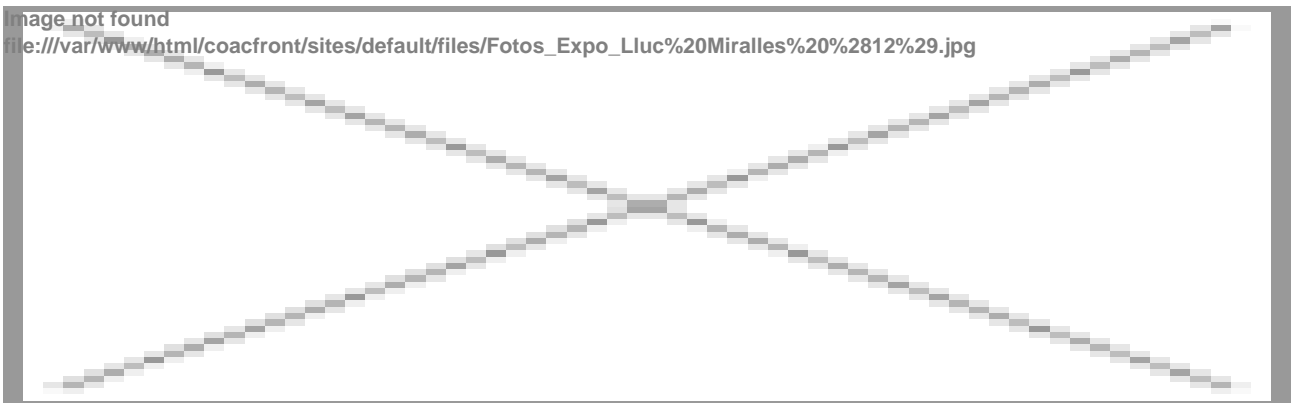 Image not found
file:///var/www/html/coacfront/sites/default/files/Fotos_Expo_Lluc%20Miralles%20%2812%29.jpg